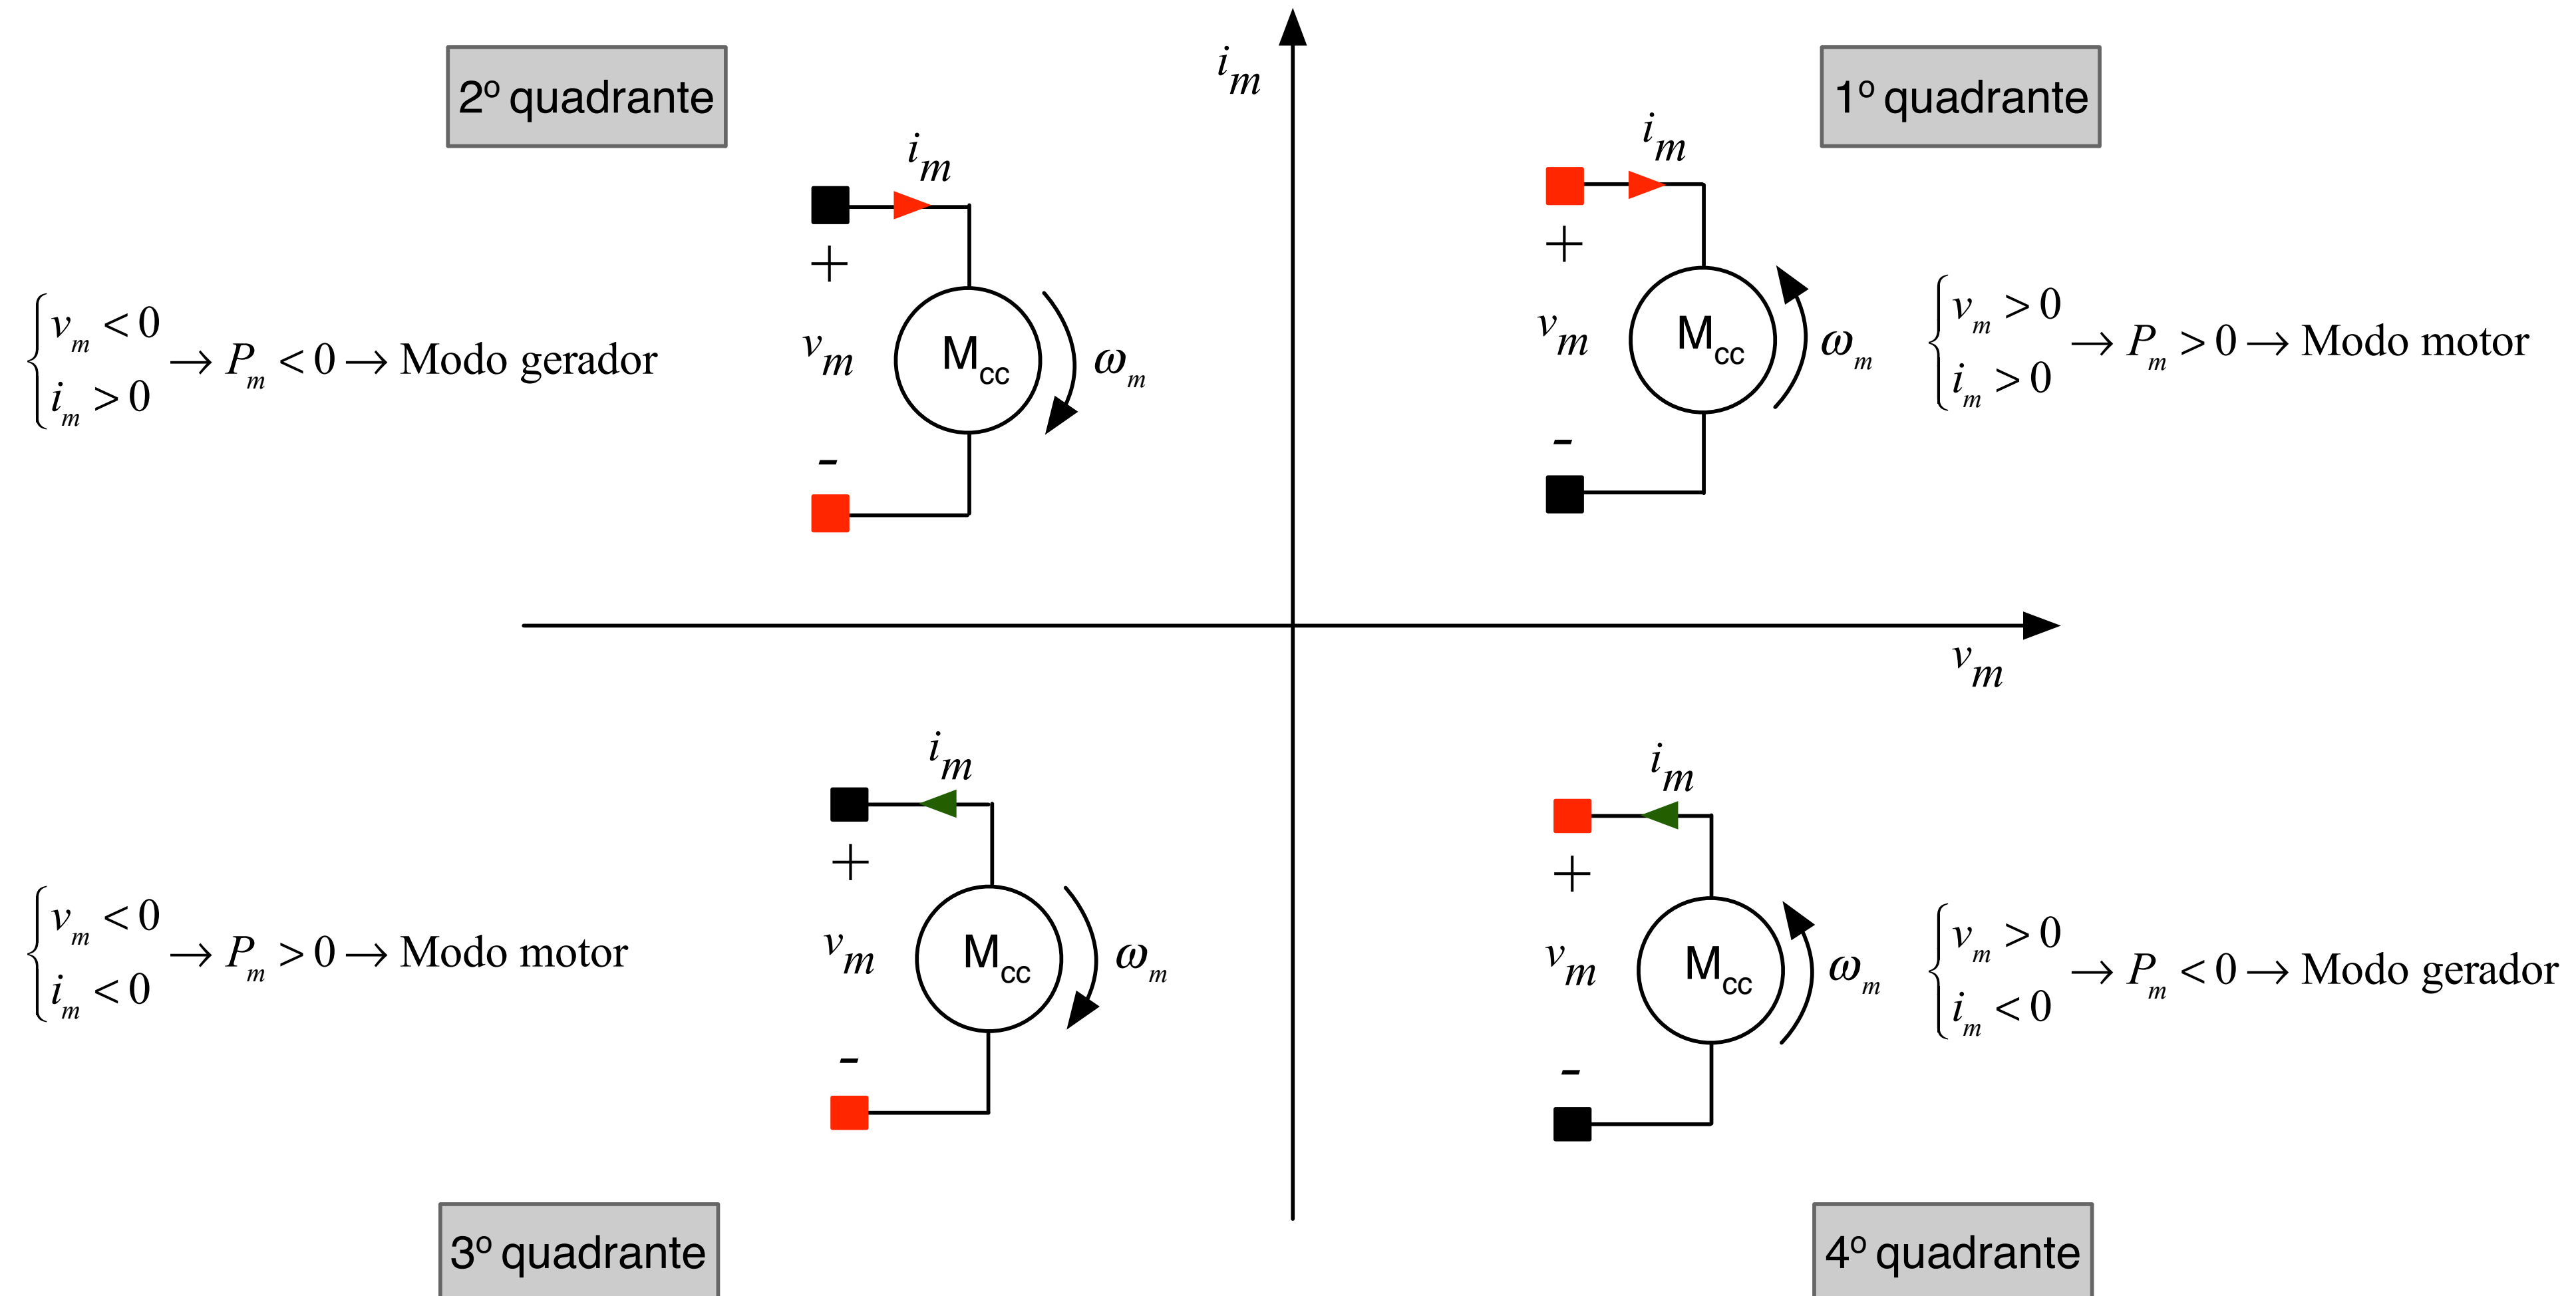 i_m
2º quadrante
1º quadrante
i_m
i_m
+
+
v_m < 0
i_m > 0
→ P_m < 0 → Modo gerador
v_m
M_cc
ω_m
v_m
M_cc
ω_m
v_m > 0
i_m > 0
→ P_m > 0 → Modo motor
-
-
v_m
i_m
i_m
+
+
v_m < 0
i_m < 0
→ P_m > 0 → Modo motor
v_m
M_cc
ω_m
v_m
M_cc
ω_m
v_m > 0
i_m < 0
→ P_m < 0 → Modo gerador
-
-
3º quadrante
4º quadrante